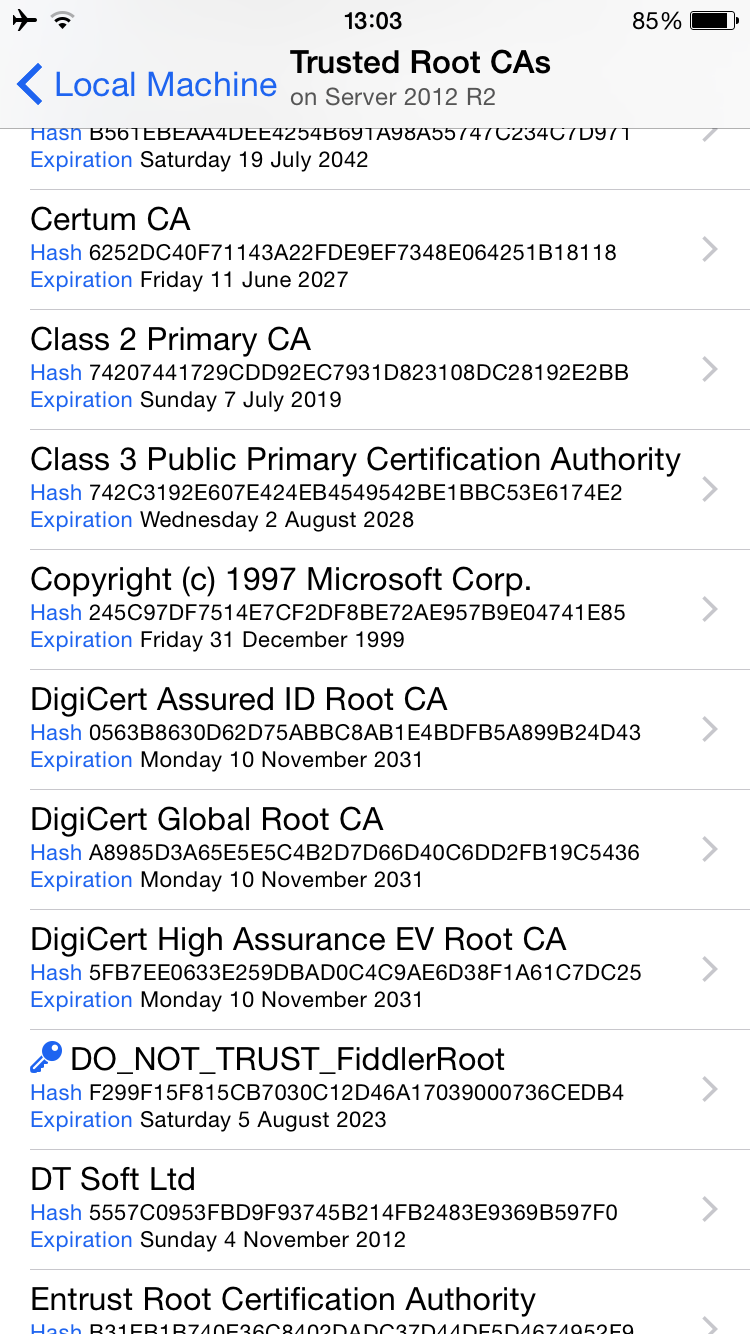 13:03
85%
Local Machine
Trusted Root CAs
on Server 2012 R2
Hash B561EBEAA4DEE4254B691A98A55747C234C7D971
Expiration Saturday 19 July 2042
Certum CA
Hash 6252DC40F71143A22FDE9EF7348E064251B18118
Expiration Friday 11 June 2027
Class 2 Primary CA
Hash 74207441729CDD92EC7931D823108DC28192E2BB
Expiration Sunday 7 July 2019
Class 3 Public Primary Certification Authority
Hash 742C3192E607E424EB4549542BE1BBC53E6174E2
Expiration Wednesday 2 August 2028
Copyright (c) 1997 Microsoft Corp.
Hash 245C97DF7514E7CF2DF8BE72AE957B9E04741E85
Expiration Friday 31 December 1999
DigiCert Assured ID Root CA
Hash 0563B8630D62D75ABBC8AB1E4BDFB5A899B24D43
Expiration Monday 10 November 2031
DigiCert Global Root CA
Hash A8985D3A65E5E5C4B2D7D66D40C6DD2FB19C5436
Expiration Monday 10 November 2031
DigiCert High Assurance EV Root CA
Hash 5FB7EE0633E259DBAD0C4C9AE6D38F1A61C7DC25
Expiration Monday 10 November 2031
DO_NOT_TRUST_FiddlerRoot
Hash F299F15F815CB7030C12D46A17039000736CEDB4
Expiration Saturday 5 August 2023
DT Soft Ltd
Hash 5557C0953FBD9F93745B214FB2483E9369B597F0
Expiration Sunday 4 November 2012
Entrust Root Certification Authority
Hash B31EB1B740E36C8402DADC37D44DF5D4674952F9